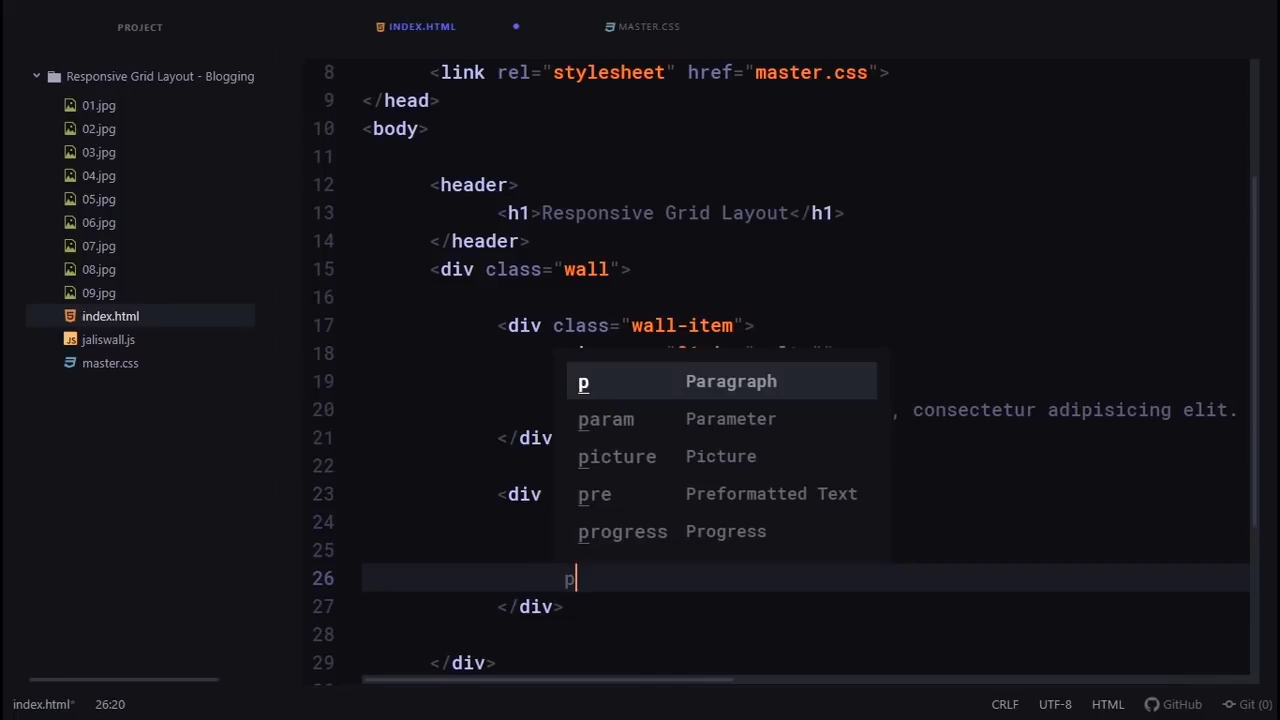 PROJECT
INDEX.HTML
MASTER.CSS
Responsive Grid Layout - Blogging
01.jpg
02.jpg
03.jpg
04.jpg
05.jpg
06.jpg
07.jpg
08.jpg
09.jpg
index.html
jaliswall.js
master.css
8 <link rel="stylesheet" href="master.css">
9 </head>
10 <body>
11
12 <header>
13 <h1>Responsive Grid Layout</h1>
14 </header>
15 <div class="wall">
16
17 <div class="wall-item">
18
19
20 , consectetur adipisicing elit.
21 </div
22
23 <div
24
25
26 p
27 </div>
28
29 </div>
p Paragraph
param Parameter
picture Picture
pre Preformatted Text
progress Progress
index.html* 26:20 CRLF UTF-8 HTML GitHub Git (0)